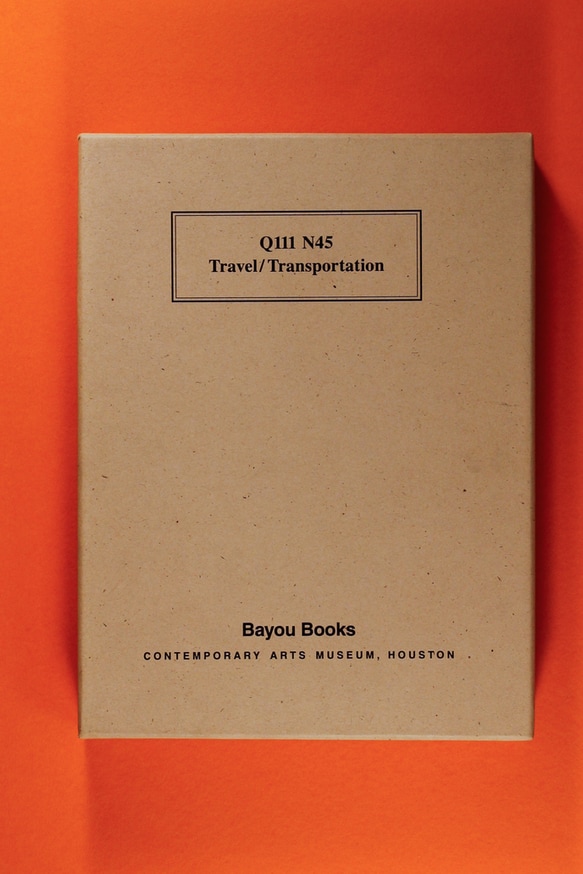 Q111 N45
Travel/Transportation
Bayou Books
CONTEMPORARY ARTS MUSEUM, HOUSTON